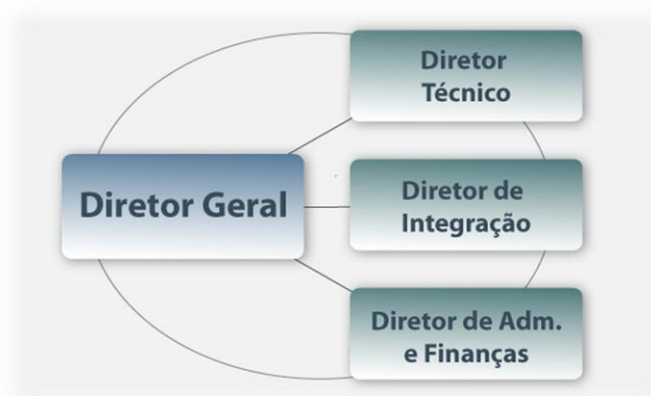 Diretor
Técnico
Diretor Geral
Diretor de
Integração
Diretor de Adm.
e Finanças